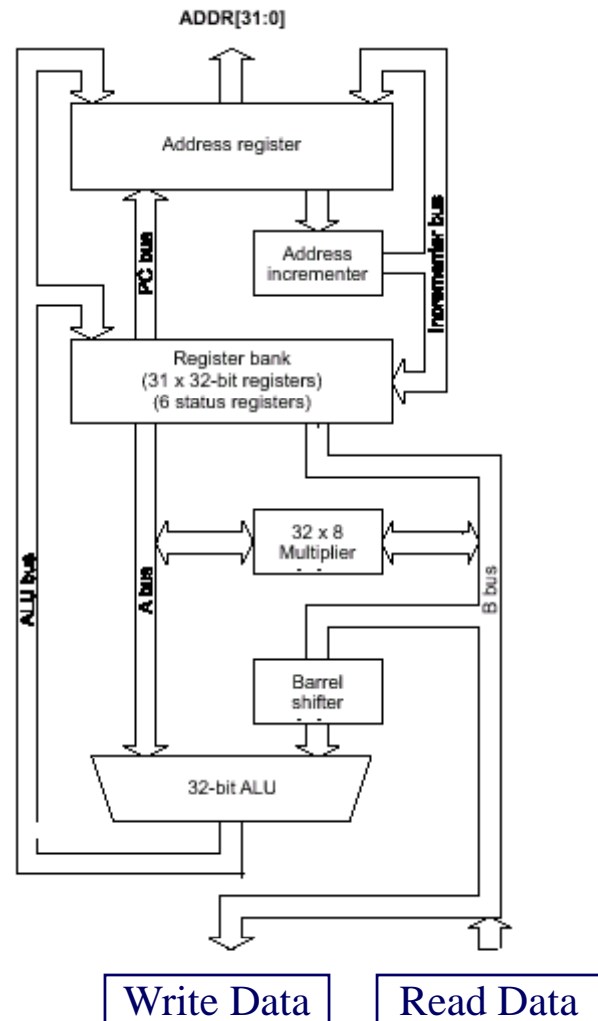 ADDR[31:0]
Address register
PC bus
Address
incrementer
Incrementer bus
Register bank
(31 x 32-bit registers)
(6 status registers)
ALU bus
A bus
32 x 8
Multiplier
B bus
Barrel
shifter
32-bit ALU
Write Data
Read Data